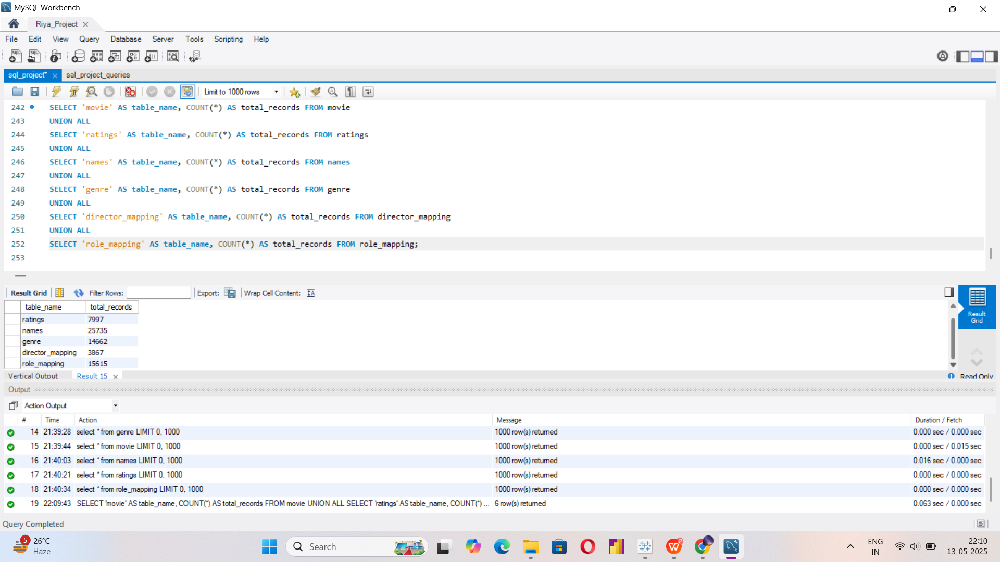 MySQL Workbench
Riya_Project
File Edit View Query Database Server Tools Scripting Help
sql_project* sal_project_queries
Limit to 1000 rows
242 SELECT 'movie' AS table_name, COUNT(*) AS total_records FROM movie
243 UNION ALL
244 SELECT 'ratings' AS table_name, COUNT(*) AS total_records FROM ratings
245 UNION ALL
246 SELECT 'names' AS table_name, COUNT(*) AS total_records FROM names
247 UNION ALL
248 SELECT 'genre' AS table_name, COUNT(*) AS total_records FROM genre
249 UNION ALL
250 SELECT 'director_mapping' AS table_name, COUNT(*) AS total_records FROM director_mapping
251 UNION ALL
252 SELECT 'role_mapping' AS table_name, COUNT(*) AS total_records FROM role_mapping;
253
Result Grid Filter Rows: Export: Wrap Cell Content:
table_name total_records
ratings 7997
names 25735
genre 14662
director_mapping 3867
role_mapping 15615
Result Grid
Vertical Output Result 15 Read Only
Output
Action Output
# Time Action Message Duration / Fetch
14 21:39:28 select * from genre LIMIT 0, 1000 1000 row(s) returned 0.000 sec / 0.000 sec
15 21:39:44 select * from movie LIMIT 0, 1000 1000 row(s) returned 0.000 sec / 0.015 sec
16 21:40:03 select * from names LIMIT 0, 1000 1000 row(s) returned 0.016 sec / 0.000 sec
17 21:40:21 select * from ratings LIMIT 0, 1000 1000 row(s) returned 0.000 sec / 0.000 sec
18 21:40:34 select * from role_mapping LIMIT 0, 1000 1000 row(s) returned 0.000 sec / 0.000 sec
19 22:09:43 SELECT 'movie' AS table_name, COUNT(*) AS total_records FROM movie UNION ALL SELECT 'ratings' AS table_name, COUNT(*) ... 6 row(s) returned 0.063 sec / 0.000 sec
Query Completed
5 26°C
Haze
Search
ENG
IN
22:10
13-05-2025